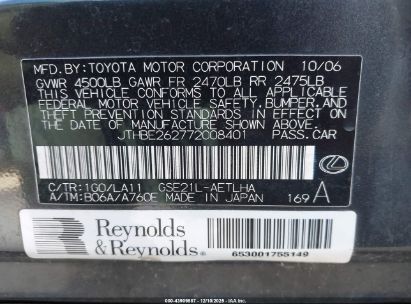 MFD.BY:TOYOTA MOTOR CORPORATION 10/06
GVWR 4500LB GAWR FR 2470LB RR 2475LB
THIS VEHICLE CONFORMS TO ALL APPLICABLE
FEDERAL MOTOR VEHICLE SAFETY, BUMPER, AND
THEFT PREVENTION STANDARDS IN EFFECT ON
THE DATE OF MANUFACTURE SHOWN ABOVE.
JTHBE262772008401 PASS.CAR
C/TR:1G0/LA11 GSE21L-AETLHA
A/TM:B06A/A760E MADE IN JAPAN 169 A
Reynolds
& Reynolds
653001755149